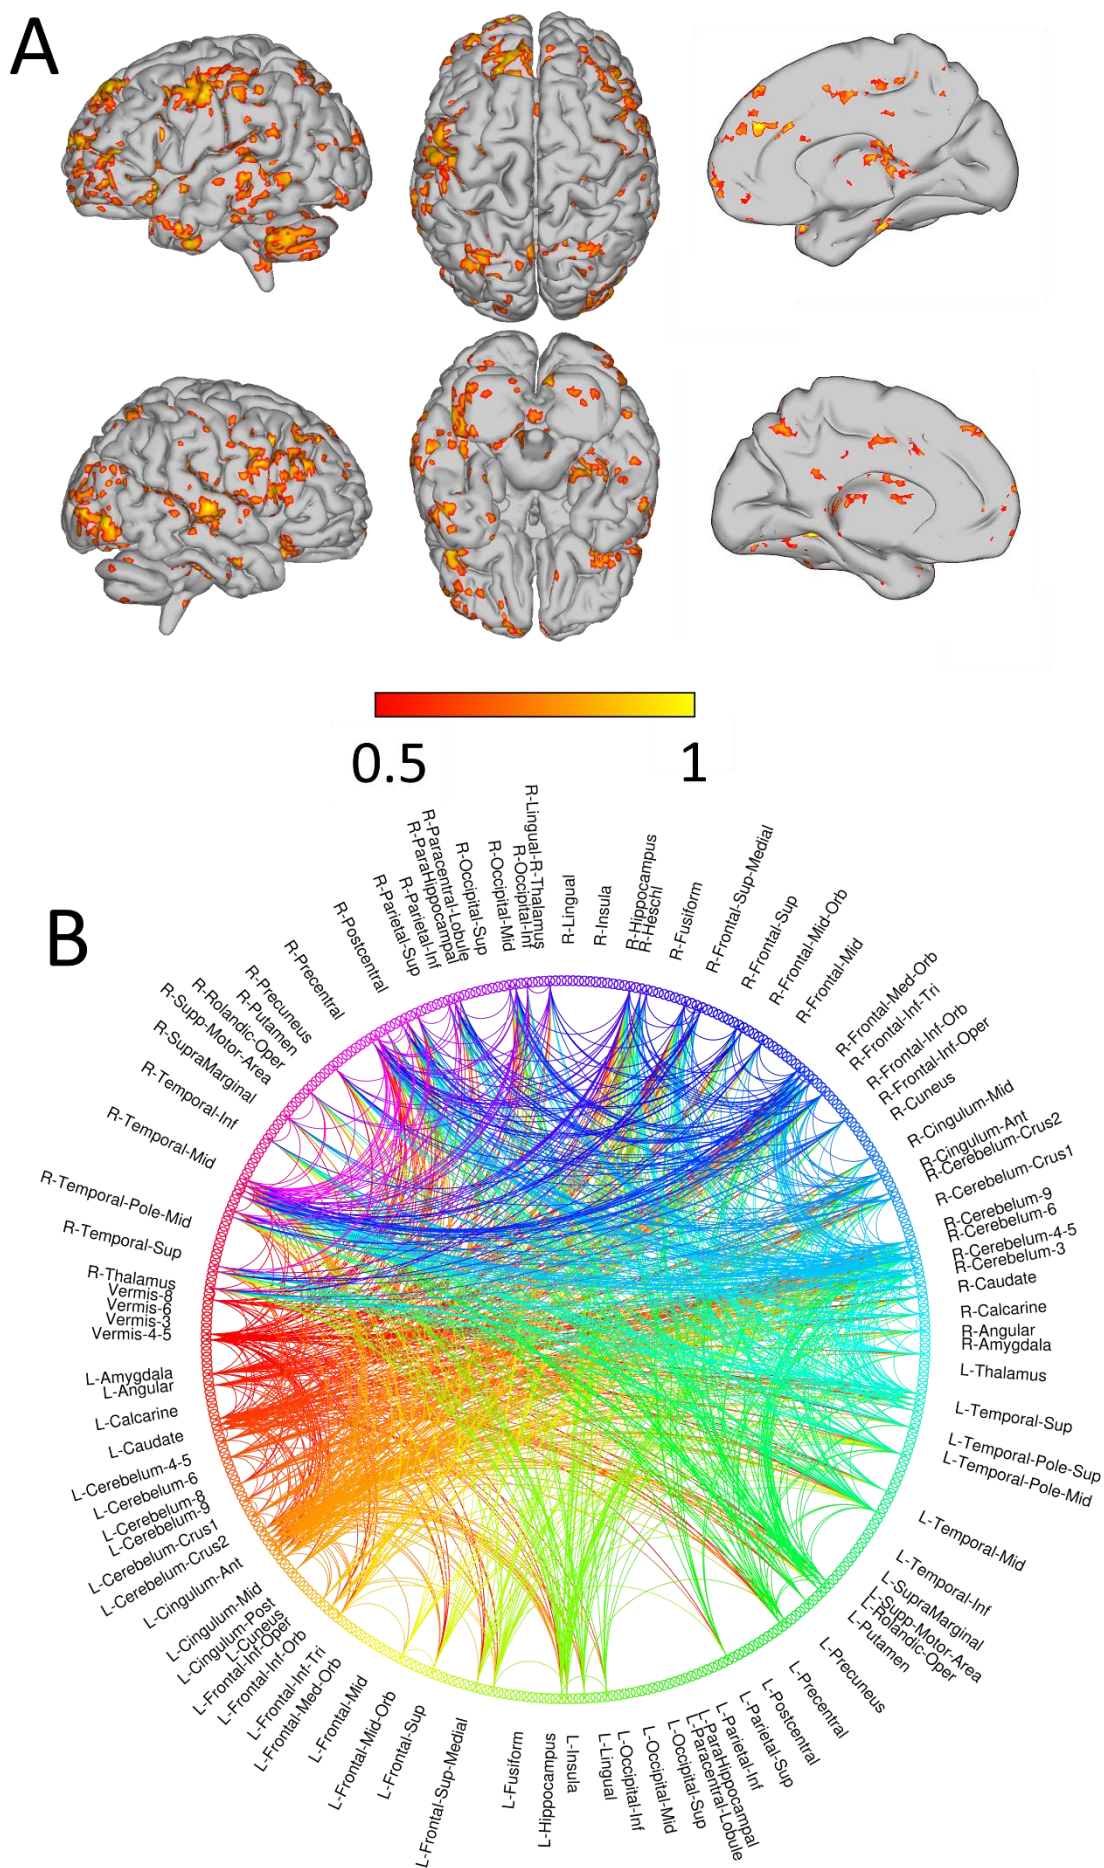 A
0.5
1
B
R-Lingual-R-Thalamus
R-Occipital-Inf
R-Occipital-Mid
R-Occipital-Sup
R-Paracentral-Lobule
R-ParaHippocampal
R-Parietal-Inf
R-Parietal-Sup
R-Postcentral
R-Precentral
R-Precuneus
R-Putamen
R-Rolandic-Oper
R-Supp-Motor-Area
R-SupraMarginal
R-Temporal-Inf
R-Temporal-Mid
R-Temporal-Pole-Mid
R-Temporal-Sup
R-Thalamus
Vermis-8
Vermis-6
Vermis-3
Vermis-4-5
L-Amygdala
L-Angular
L-Calcarine
L-Caudate
L-Cerebelum-4-5
L-Cerebelum-6
L-Cerebelum-8
L-Cerebelum-9
L-Cerebelum-Crus1
L-Cerebelum-Crus2
L-Cingulum-Ant
L-Cingulum-Mid
L-Cingulum-Post
L-Cuneus
L-Frontal-Inf-Oper
L-Frontal-Inf-Orb
L-Frontal-Inf-Tri
L-Frontal-Med-Orb
L-Frontal-Mid
L-Frontal-Mid-Orb
L-Frontal-Sup
L-Frontal-Sup-Medial
L-Fusiform
L-Hippocampus
L-Insula
L-Lingual
L-Occipital-Inf
L-Occipital-Mid
L-Occipital-Sup
L-Paracentral-Lobule
L-ParaHippocampal
L-Parietal-Inf
L-Parietal-Sup
L-Postcentral
L-Precentral
L-Precuneus
L-Putamen
L-Rolandic-Oper
L-Supp-Motor-Area
L-SupraMarginal
L-Temporal-Inf
L-Temporal-Mid
L-Temporal-Pole-Mid
L-Temporal-Pole-Sup
L-Temporal-Sup
L-Thalamus
R-Amygdala
R-Angular
R-Calcarine
R-Caudate
R-Cerebelum-3
R-Cerebelum-4-5
R-Cerebelum-6
R-Cerebelum-9
R-Cerebelum-Crus1
R-Cerebelum-Crus2
R-Cingulum-Ant
R-Cingulum-Mid
R-Cuneus
R-Frontal-Inf-Oper
R-Frontal-Inf-Orb
R-Frontal-Inf-Tri
R-Frontal-Med-Orb
R-Frontal-Mid
R-Frontal-Mid-Orb
R-Frontal-Sup
R-Frontal-Sup-Medial
R-Fusiform
R-Heschl
R-Hippocampus
R-Insula
R-Lingual